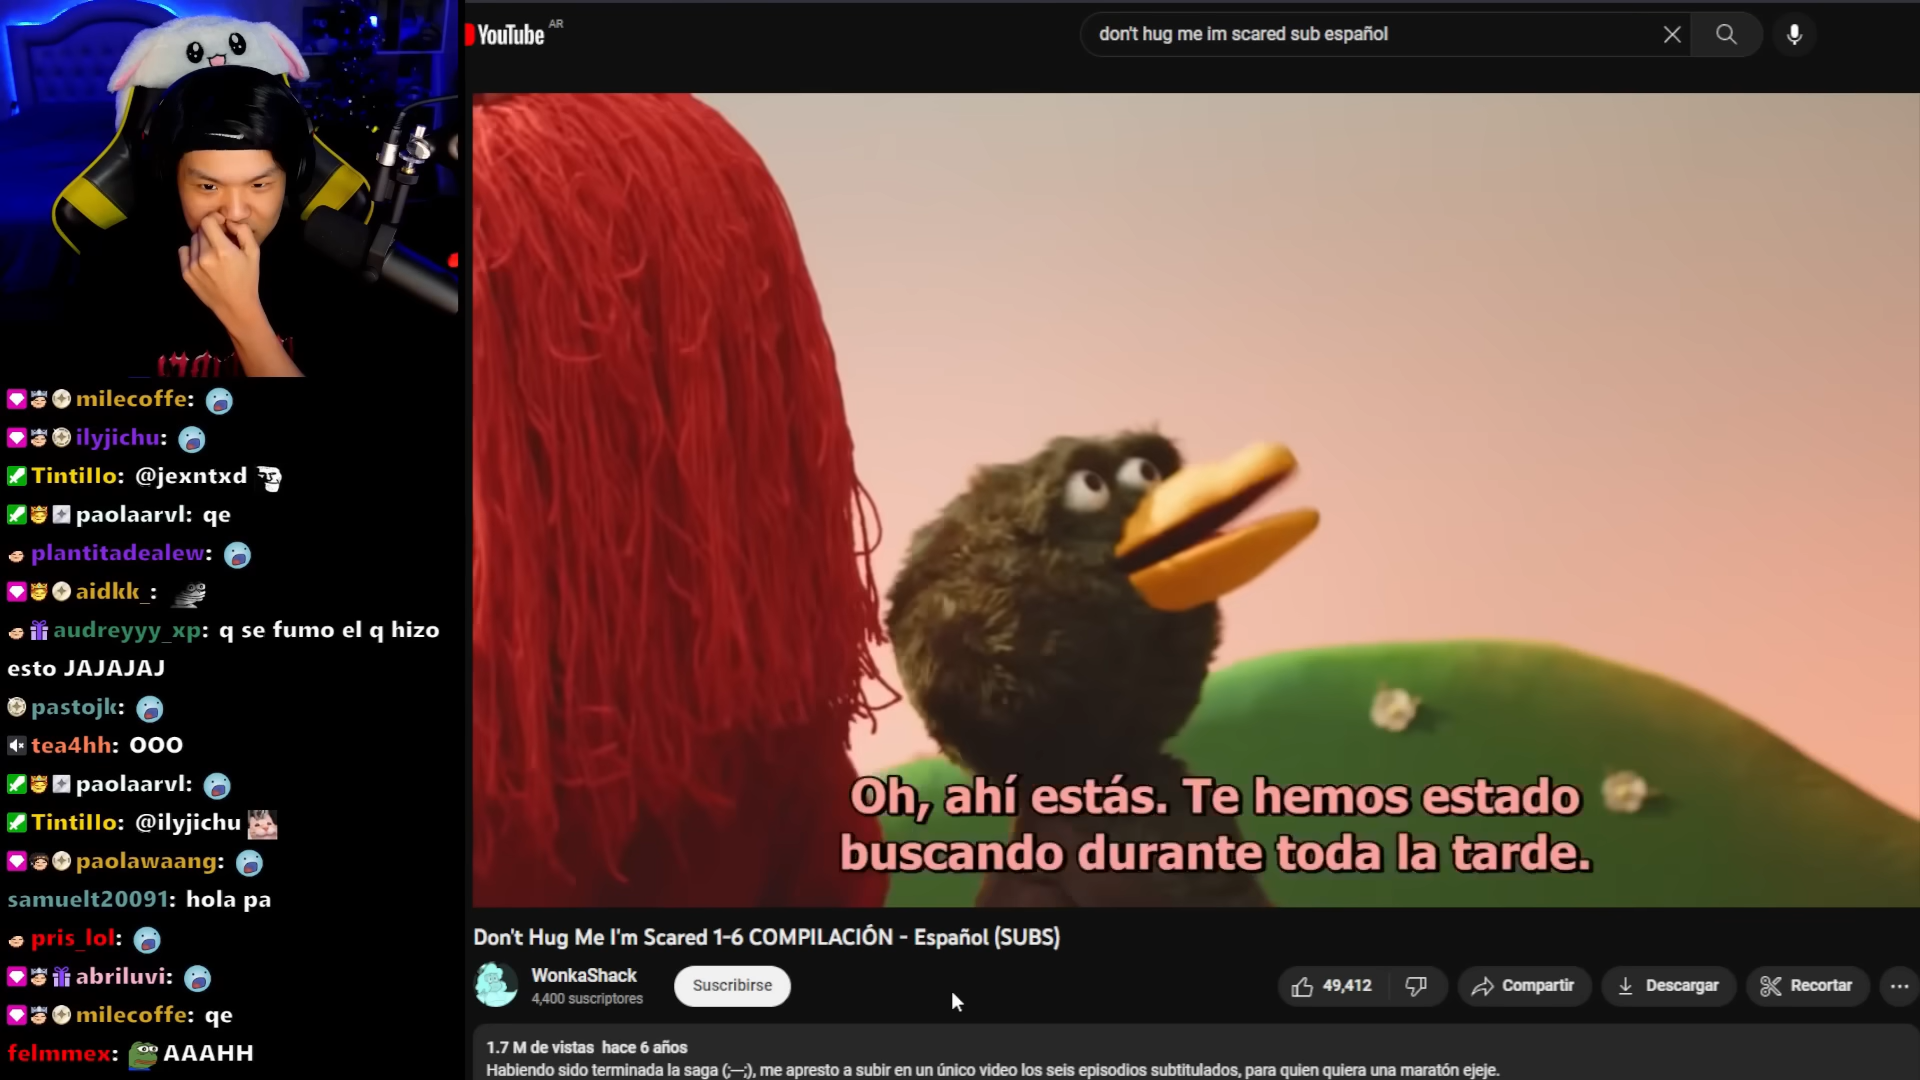 YouTube AR
don't hug me im scared sub español
milecoffe:
ilyjichu:
Tintillo: @jexntxd
paolaarvl: qe
plantitadealew:
aidkk_:
audreyyy_xp: q se fumo el q hizo
esto JAJAJAJ
pastojk:
tea4hh: OOO
paolaarvl:
Tintillo: @ilyjichu
paolawaang:
samuelt20091: hola pa
pris_lol:
abriluvi:
milecoffe: qe
felmmex: AAAHH
Oh, ahí estás. Te hemos estado
buscando durante toda la tarde.
Don't Hug Me I'm Scared 1-6 COMPILACIÓN - Español (SUBS)
WonkaShack
4,400 suscriptores
Suscribirse
49,412
Compartir
Descargar
Recortar
1.7 M de vistas hace 6 años
Habiendo sido terminada la saga (;—;), me apresto a subir en un único video los seis episodios subtitulados, para quien quiera una maratón ejeje.